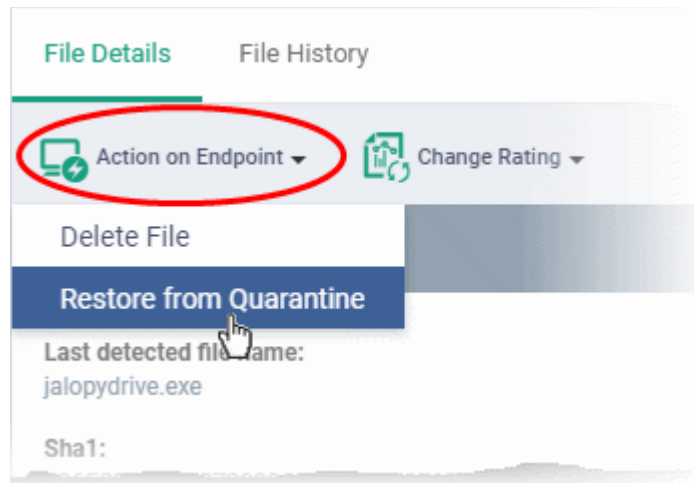 File Details File History
Action on Endpoint Change Rating
Delete File
Restore from Quarantine
Last detected file name:
jalopydrive.exe
Sha1: